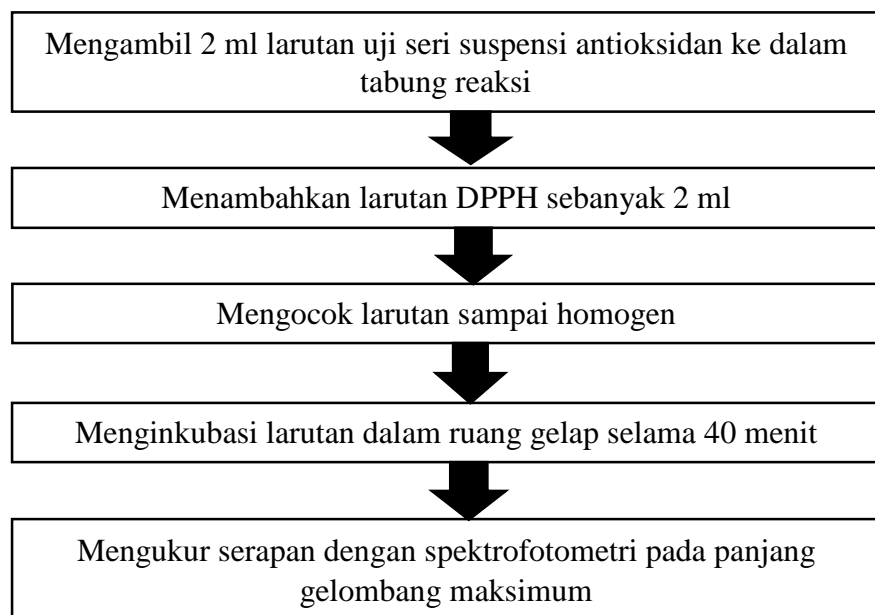 Mengambil 2 ml larutan uji seri suspensi antioksidan ke dalam
tabung reaksi
Menambahkan larutan DPPH sebanyak 2 ml
Mengocok larutan sampai homogen
Menginkubasi larutan dalam ruang gelap selama 40 menit
Mengukur serapan dengan spektrofotometri pada panjang
gelombang maksimum